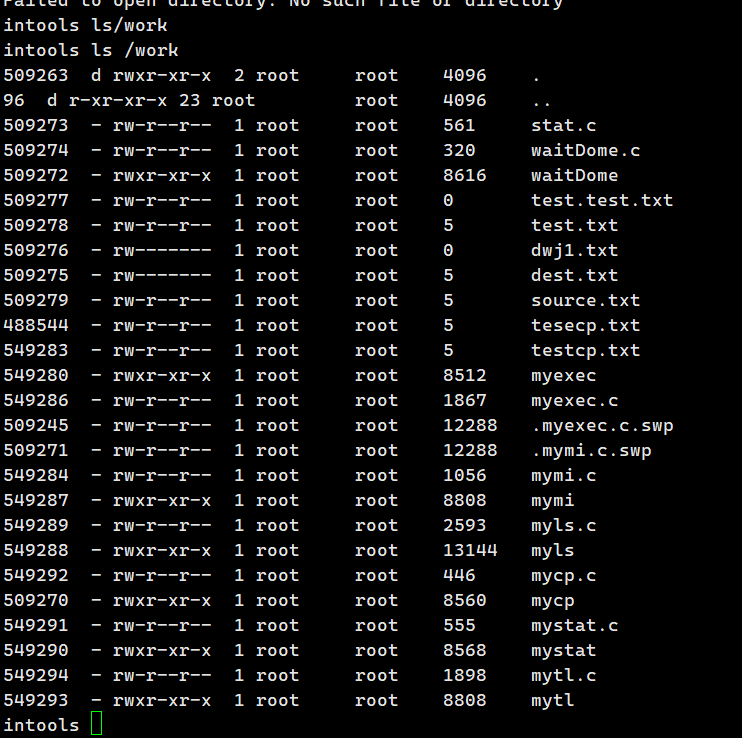 Failed to open directory: No such file or directory
intools ls/work
intools ls /work
509263  d rwxr-xr-x  2 root     root    4096    .
96  d r-xr-xr-x 23 root         root    4096    ..
509273  - rw-r--r--  1 root     root    561     stat.c
509274  - rw-r--r--  1 root     root    320     waitDome.c
509272  - rwxr-xr-x  1 root     root    8616    waitDome
509277  - rw-r--r--  1 root     root    0       test.test.txt
509278  - rw-r--r--  1 root     root    5       test.txt
509276  - rw-------  1 root     root    0       dwj1.txt
509275  - rw-------  1 root     root    5       dest.txt
509279  - rw-r--r--  1 root     root    5       source.txt
488544  - rw-r--r--  1 root     root    5       tesecp.txt
549283  - rw-r--r--  1 root     root    5       testcp.txt
549280  - rwxr-xr-x  1 root     root    8512    myexec
549286  - rw-r--r--  1 root     root    1867    myexec.c
509245  - rw-r--r--  1 root     root    12288   .myexec.c.swp
509271  - rw-r--r--  1 root     root    12288   .mymi.c.swp
549284  - rw-r--r--  1 root     root    1056    mymi.c
549287  - rwxr-xr-x  1 root     root    8808    mymi
549289  - rw-r--r--  1 root     root    2593    myls.c
549288  - rwxr-xr-x  1 root     root    13144   myls
549292  - rw-r--r--  1 root     root    446     mycp.c
509270  - rwxr-xr-x  1 root     root    8560    mycp
549291  - rw-r--r--  1 root     root    555     mystat.c
549290  - rwxr-xr-x  1 root     root    8568    mystat
549294  - rw-r--r--  1 root     root    1898    mytl.c
549293  - rwxr-xr-x  1 root     root    8808    mytl
intools